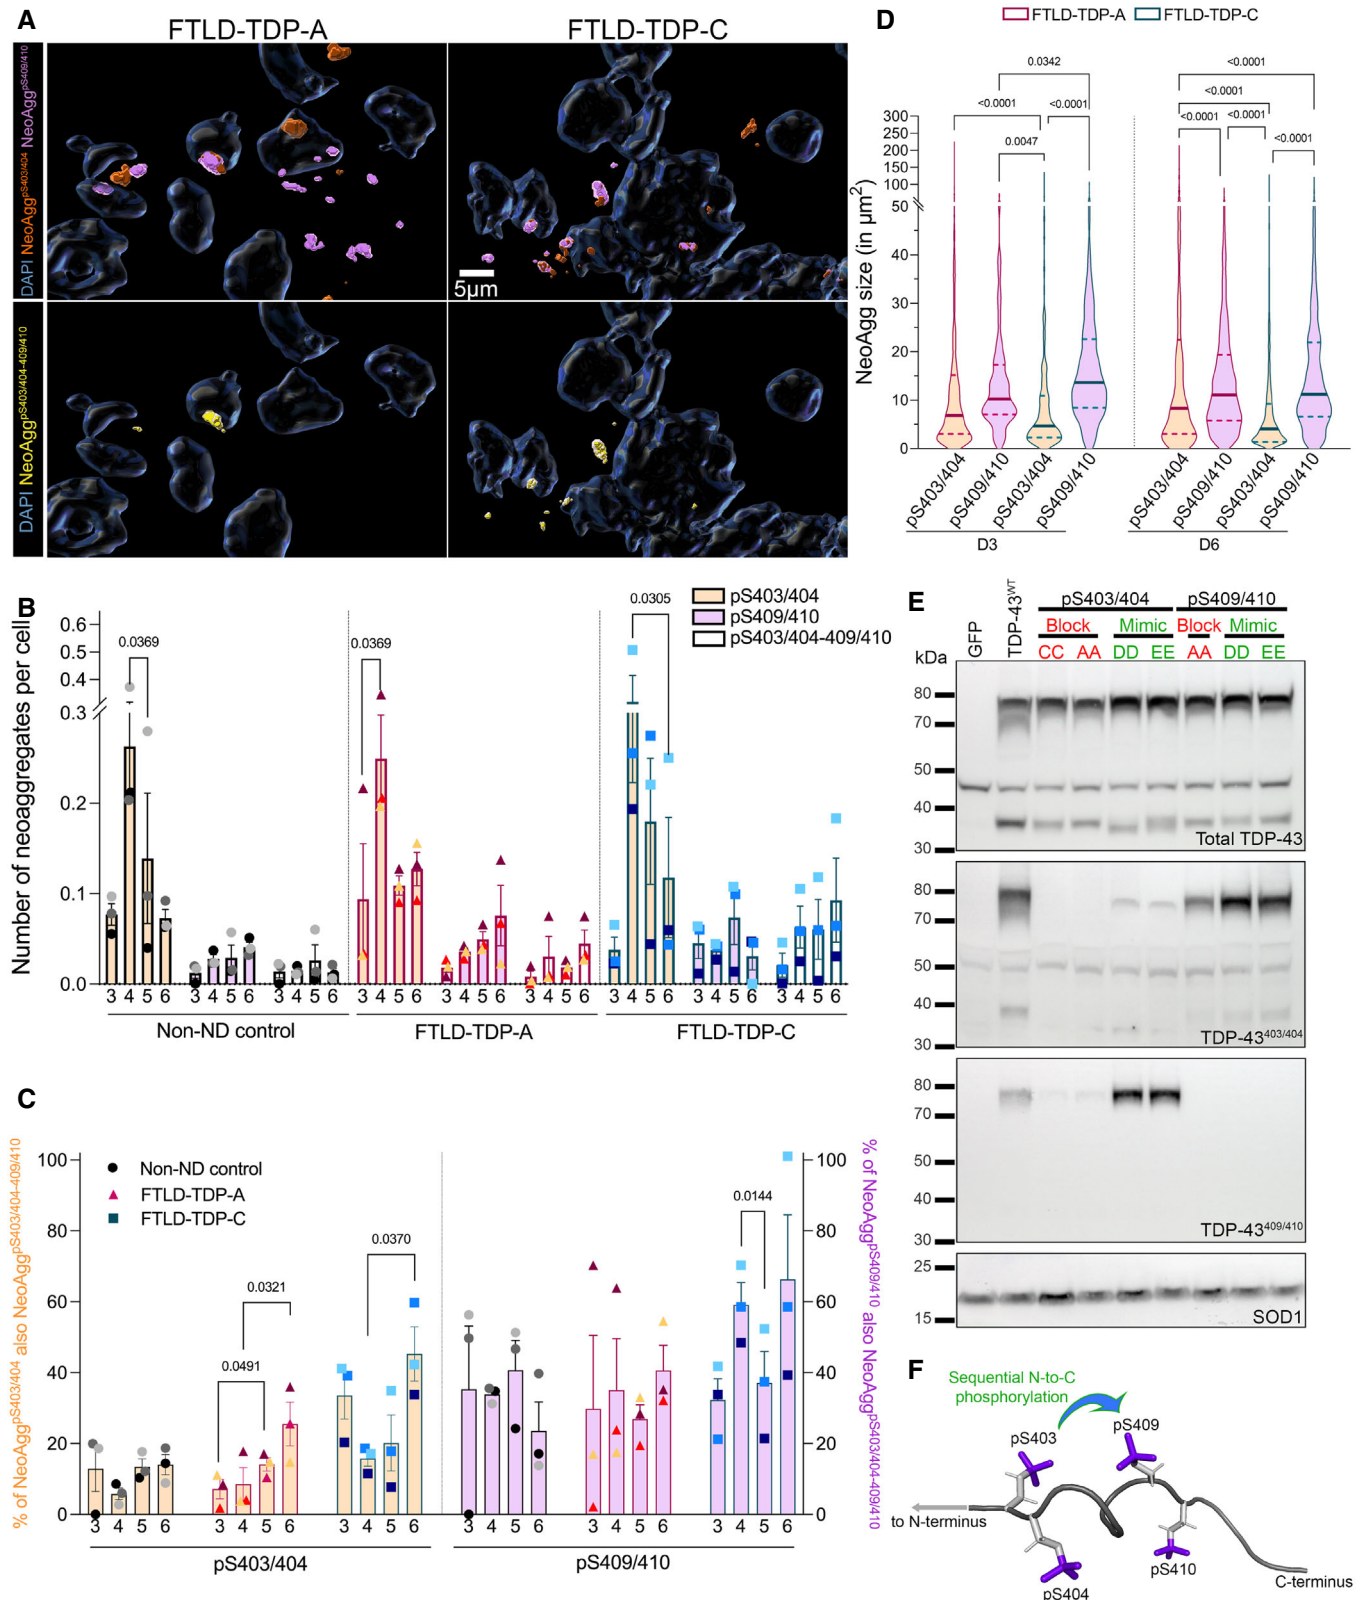 A
FTLD-TDP-A
FTLD-TDP-C
DAPI NeoAggpS403/404 NeoAggpS409/410
5µm
DAPI NeoAggpS403/404-409/410
D
FTLD-TDP-A FTLD-TDP-C
0.0342
<0.0001
<0.0001
<0.0001
<0.0001
0.0047
<0.0001
<0.0001
<0.0001
NeoAgg size (in µm2)
300
250
200
150
100
50
40
30
20
10
0
pS403/404 pS409/410 pS403/404 pS409/410 pS403/404 pS409/410 pS403/404 pS409/410
D3 D6
B
Number of neoaggregates per cell
0.6
0.5
0.4
0.3
0.2
0.1
0.0
0.0369
0.0369
0.0305
pS403/404
pS409/410
pS403/404-409/410
3 4 5 6 3 4 5 6 3 4 5 6 3 4 5 6 3 4 5 6 3 4 5 6 3 4 5 6 3 4 5 6 3 4 5 6
Non-ND control FTLD-TDP-A FTLD-TDP-C
C
% of NeoAggpS403/404 also NeoAggpS403/404-409/410
100
80
60
40
20
0
Non-ND control
FTLD-TDP-A
FTLD-TDP-C
0.0491
0.0321
0.0370
0.0144
100
80
60
40
20
0
% of NeoAggpS409/410 also NeoAggpS403/404-409/410
3 4 5 6 3 4 5 6 3 4 5 6 3 4 5 6 3 4 5 6 3 4 5 6
pS403/404 pS409/410
E
pS403/404 pS409/410
Block Mimic Block Mimic
GFP TDP-43WT CC AA DD EE AA DD EE
kDa
80
70
50
40
30
Total TDP-43
80
70
50
40
30
TDP-43403/404
80
70
50
40
30
TDP-43409/410
25
15
SOD1
F
Sequential N-to-C
phosphorylation
pS409
pS403
to N-terminus
pS410
C-terminus
pS404